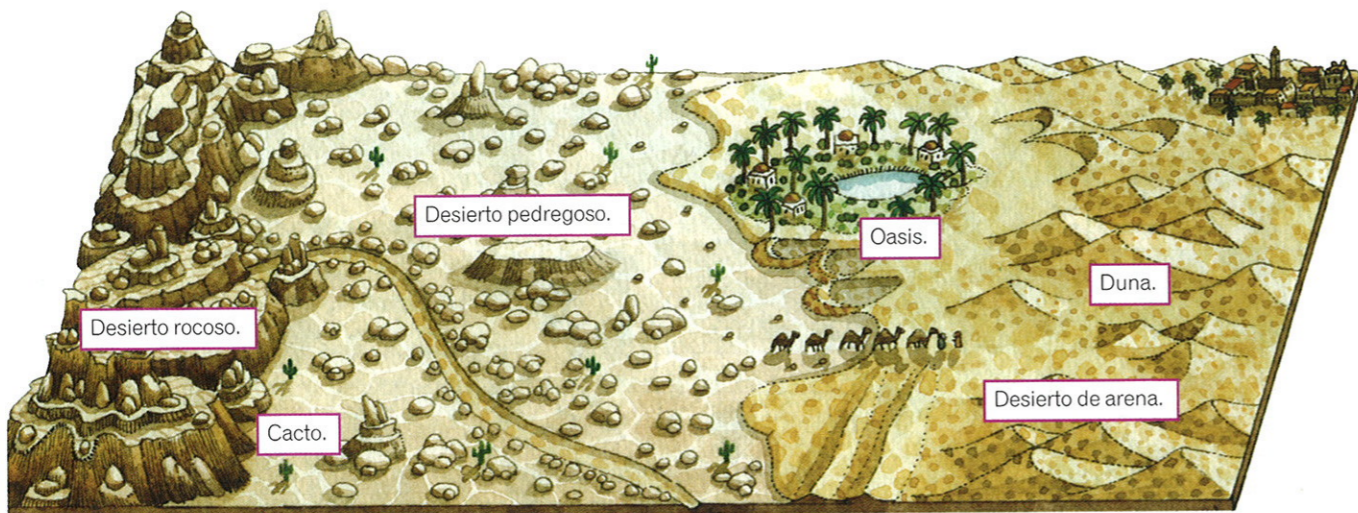 Desierto pedregoso.
Oasis.
Duna.
Desierto rocoso.
Desierto de arena.
Cacto.